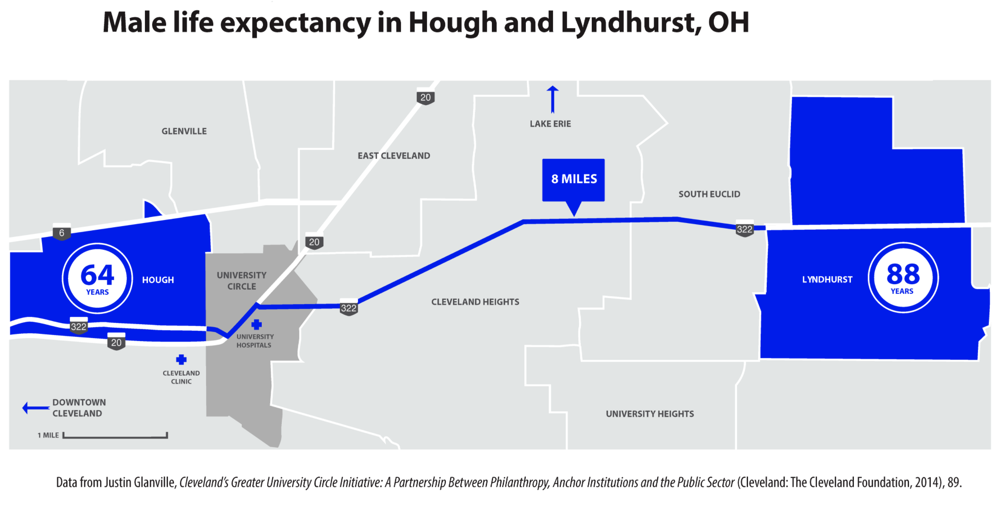 Male life expectancy in Hough and Lyndhurst, OH
20
LAKE ERIE
GLENVILLE
EAST CLEVELAND
8 MILES
SOUTH EUCLID
6
322
20
64
YEARS
HOUGH
UNIVERSITY
CIRCLE
LYNDHURST
88
YEARS
CLEVELAND HEIGHTS
322
322
20
UNIVERSITY
HOSPITALS
CLEVELAND
CLINIC
DOWNTOWN
CLEVELAND
UNIVERSITY HEIGHTS
1 MILE
Data from Justin Glanville, Cleveland's Greater University Circle Initiative: A Partnership Between Philanthropy, Anchor Institutions and the Public Sector (Cleveland: The Cleveland Foundation, 2014), 89.